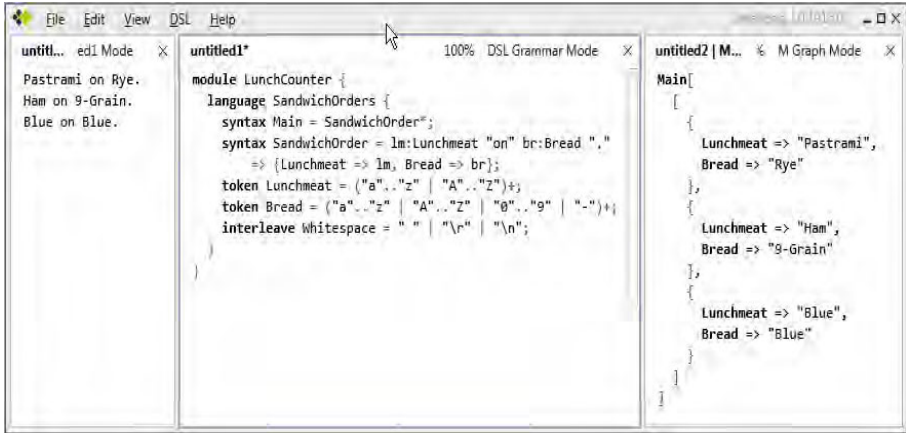 File Edit View DSL Help
untitl... ed1 Mode X
Pastrami on Rye.
Ham on 9-Grain.
Blue on Blue.
untitled1* 100% DSL Grammar Mode X
module LunchCounter {
language SandwichOrders {
syntax Main = SandwichOrder*;
syntax SandwichOrder = lm:Lunchmeat "on" br:Bread "."
=> {Lunchmeat => lm, Bread => br};
token Lunchmeat = ("a".."z" | "A".."Z")+;
token Bread = ("a".."z" | "A".."Z" | "0".."9" | "-")+;
interleave Whitespace = " " | "\r" | "\n";
}
}
untitled2 | M... % M Graph Mode X
Main[
[
{
Lunchmeat => "Pastrami",
Bread => "Rye"
},
{
Lunchmeat => "Ham",
Bread => "9-Grain"
},
{
Lunchmeat => "Blue",
Bread => "Blue"
}
]
]